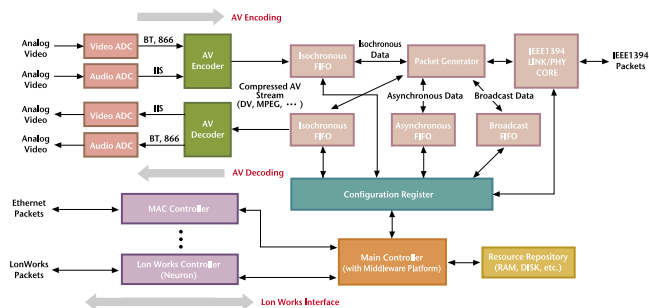 AV Encoding
Analog Video
Video ADC
BT, 866
AV Encoder
Analog Video
Audio ADC
IIS
Isochronous FIFO
Isochronous Data
Packet Generator
IEEE1394 LINK/PHY CORE
IEEE1394 Packets
Compressed AV Stream (DV, MPEG, ···)
Asynchronous Data
Broadcast Data
Analog Video
Video ADC
IIS
AV Decoder
Analog Video
Audio ADC
BT, 866
Isochronous FIFO
Asynchronous FIFO
Broadcast FIFO
AV Decoding
Configuration Register
Ethernet Packets
MAC Controller
Main Controller (with Middleware Platform)
Resource Repository (RAM, DISK, etc.)
LonWorks Packets
Lon Works Controller (Neuron)
Lon Works Interface